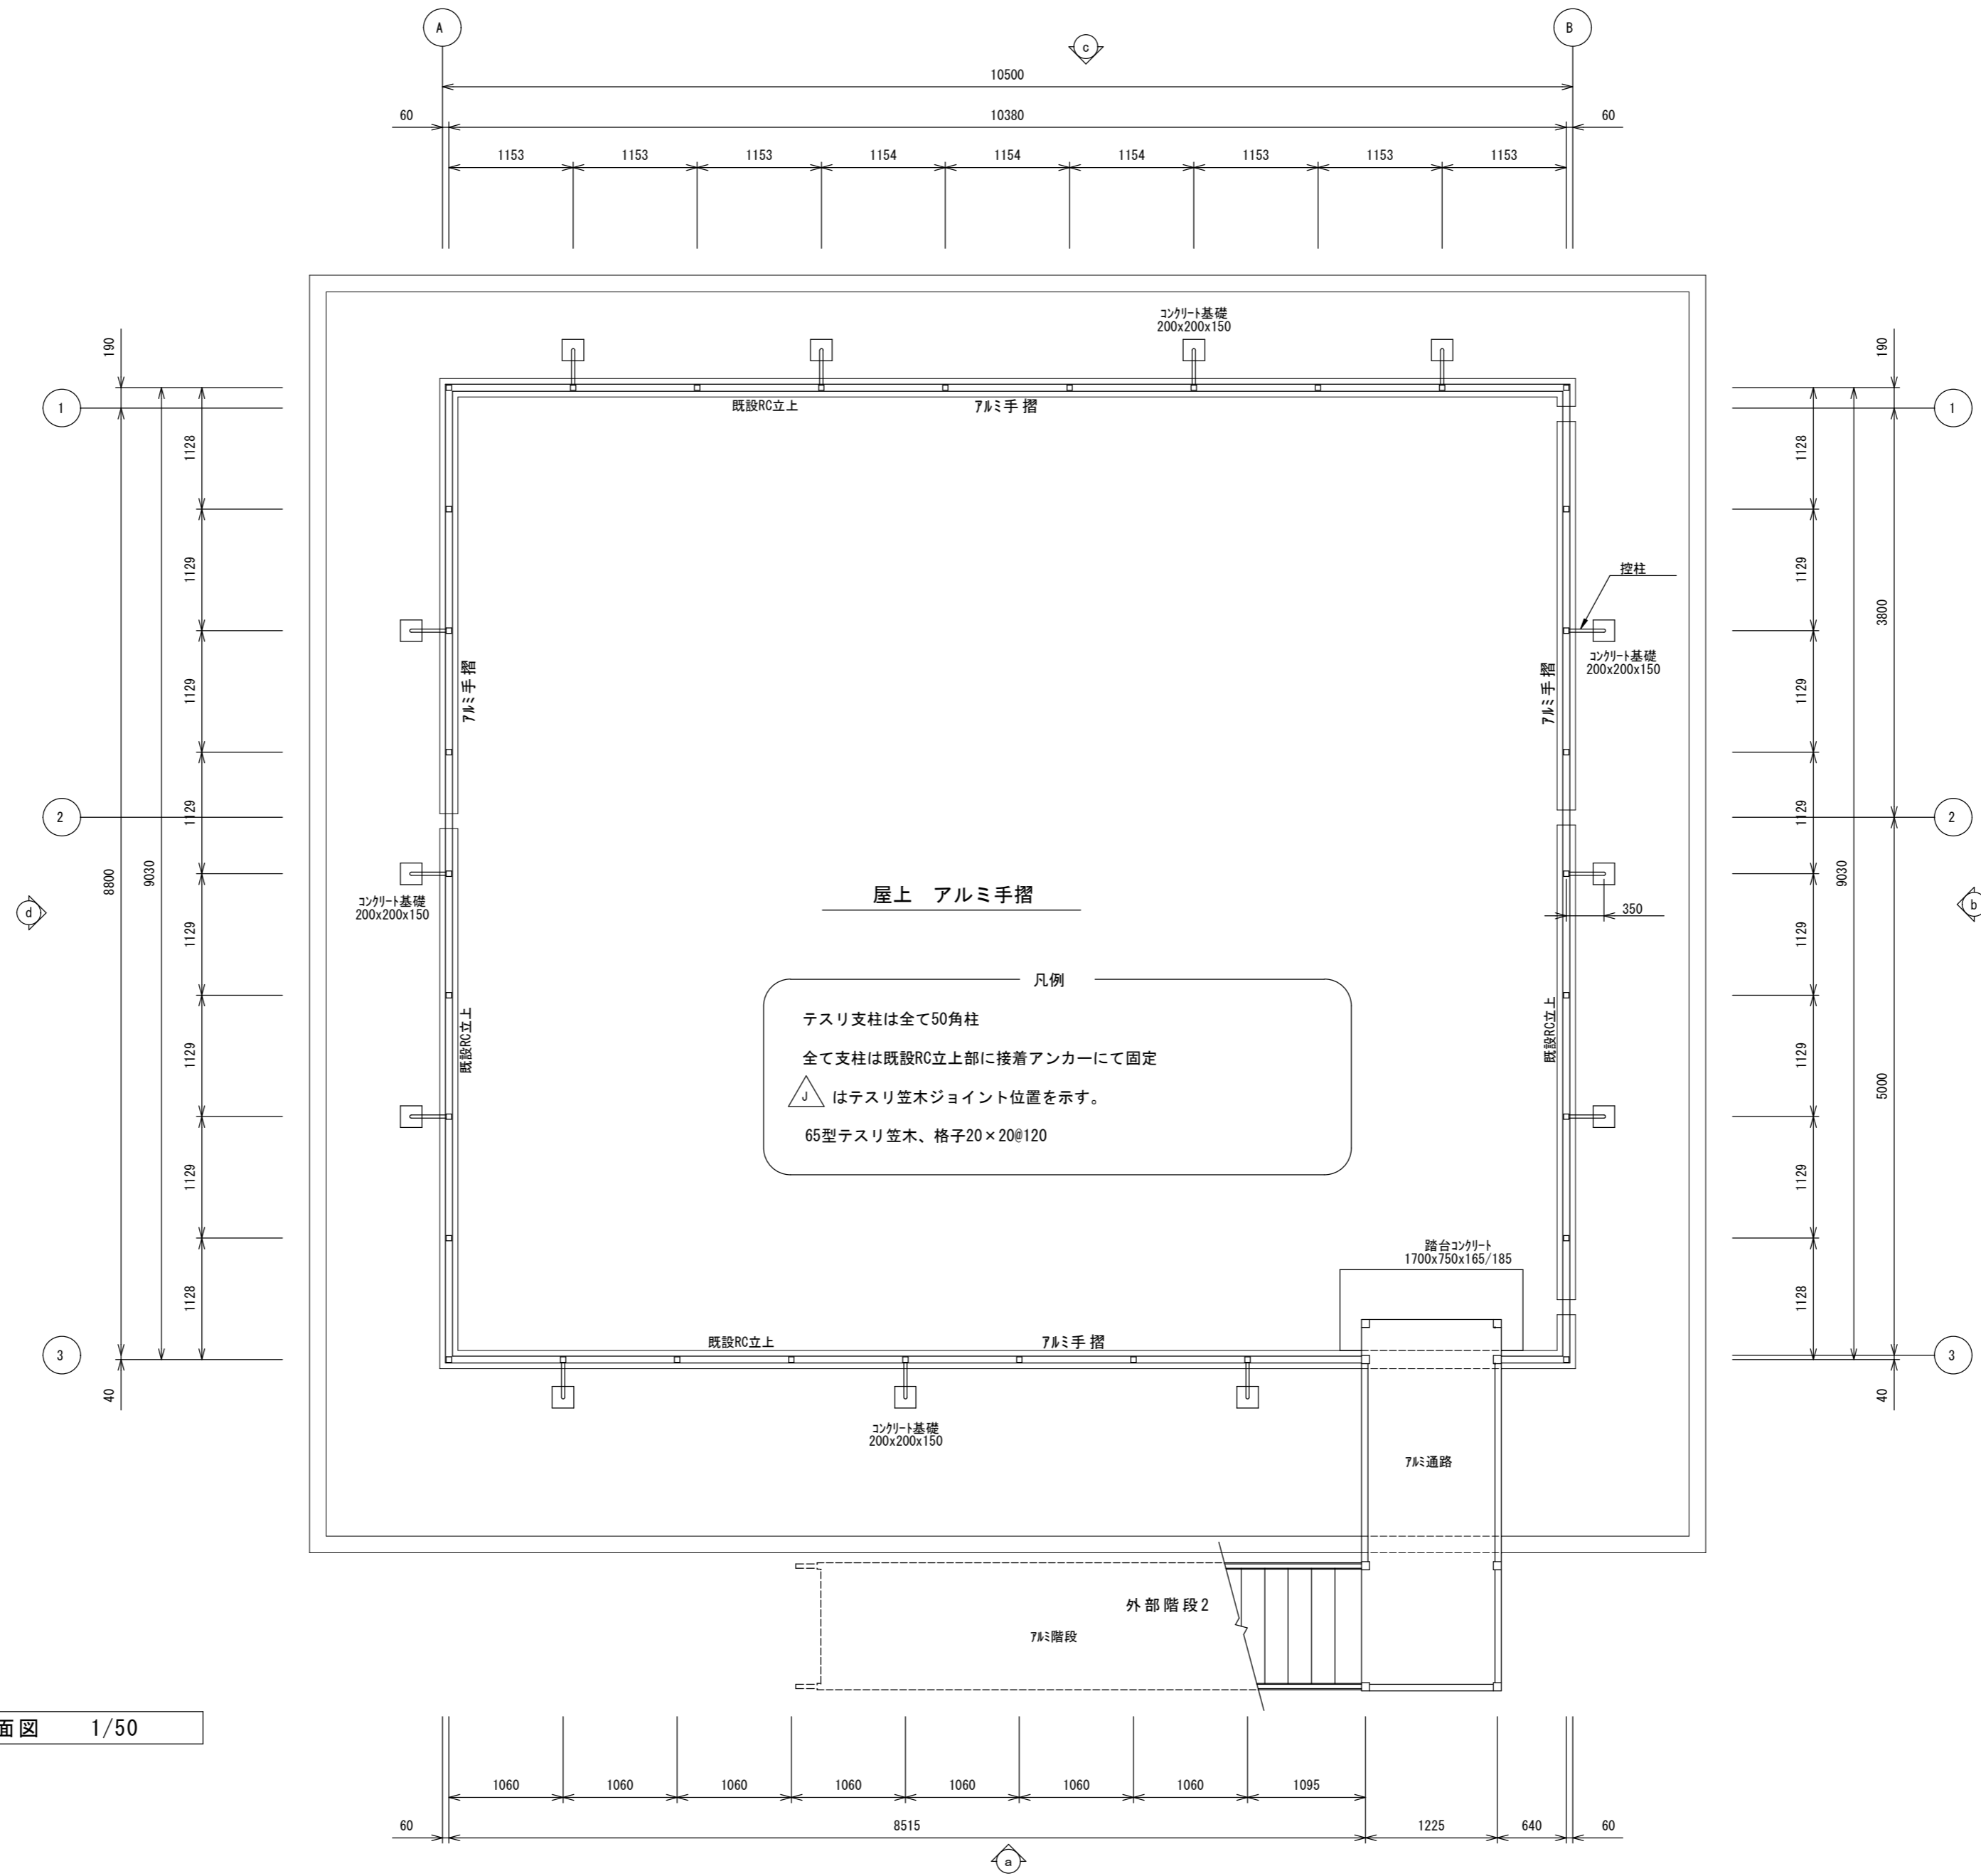 A
B
c
10500
60
10380
60
1153
1153
1153
1154
1154
1154
1153
1153
1153
コンクリート基礎
200x200x150
190
190
1
1
既設RC立上
アルミ手摺
1128
1129
1129
1129
1129
1129
1129
1128
8800
9030
1128
1129
1129
1129
1129
1129
1129
1128
9030
3800
5000
控柱
コンクリート基礎
200x200x150
アルミ手摺
アルミ手摺
2
2
d
b
コンクリート基礎
200x200x150
350
屋上 アルミ手摺
凡例
テスリ支柱は全て50角柱
全て支柱は既設RC立上部に接着アンカーにて固定
J はテスリ笠木ジョイント位置を示す。
65型テスリ笠木、格子20×20@120
既設RC立上
既設RC立上
踏台コンクリート
1700x750x165/185
3
3
40
40
既設RC立上
アルミ手摺
コンクリート基礎
200x200x150
アルミ通路
外部階段2
アルミ階段
面図 1/50
1060
1060
1060
1060
1060
1060
1060
1095
60
8515
1225
640
60
a